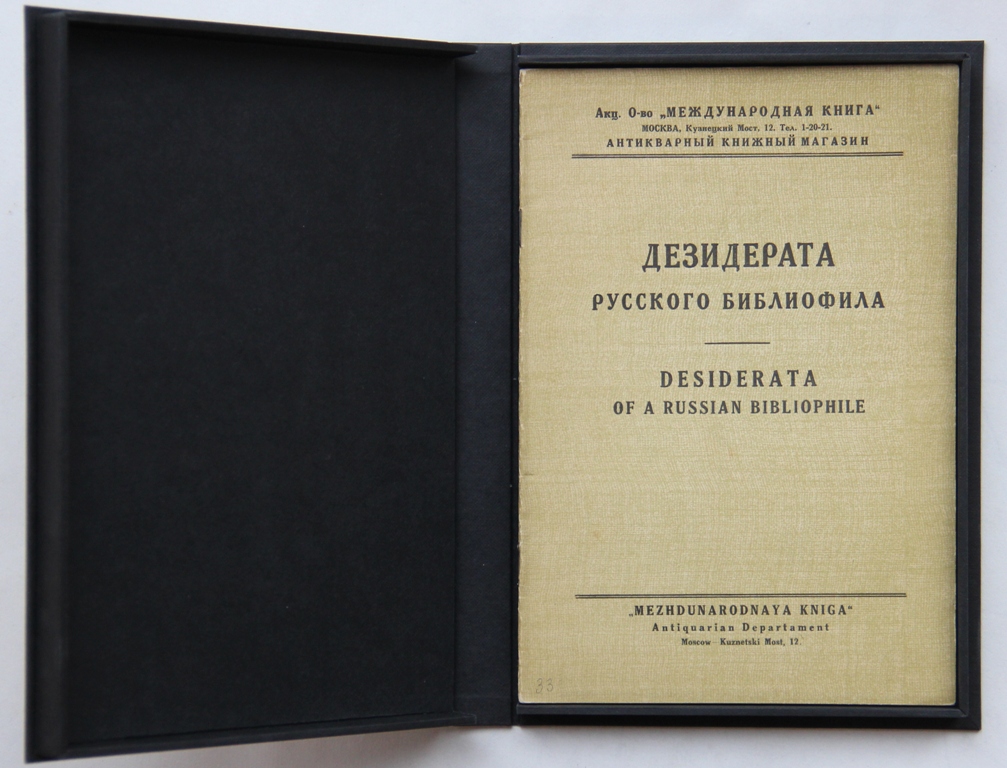 Акц. О-во „МЕЖДУНАРОДНАЯ КНИГА“
МОСКВА, Кузнецкий Мост, 12. Тел. 1-20-21.
АНТИКВАРНЫЙ КНИЖНЫЙ МАГАЗИН
ДЕЗИДЕРАТА
РУССКОГО БИБЛИОФИЛА
DESIDERATA
OF A RUSSIAN BIBLIOPHILE
„MEZHDUNARODNAYA KNIGA“
Antiquarian Departament
Moscow Kuznetski Most, 12.
33